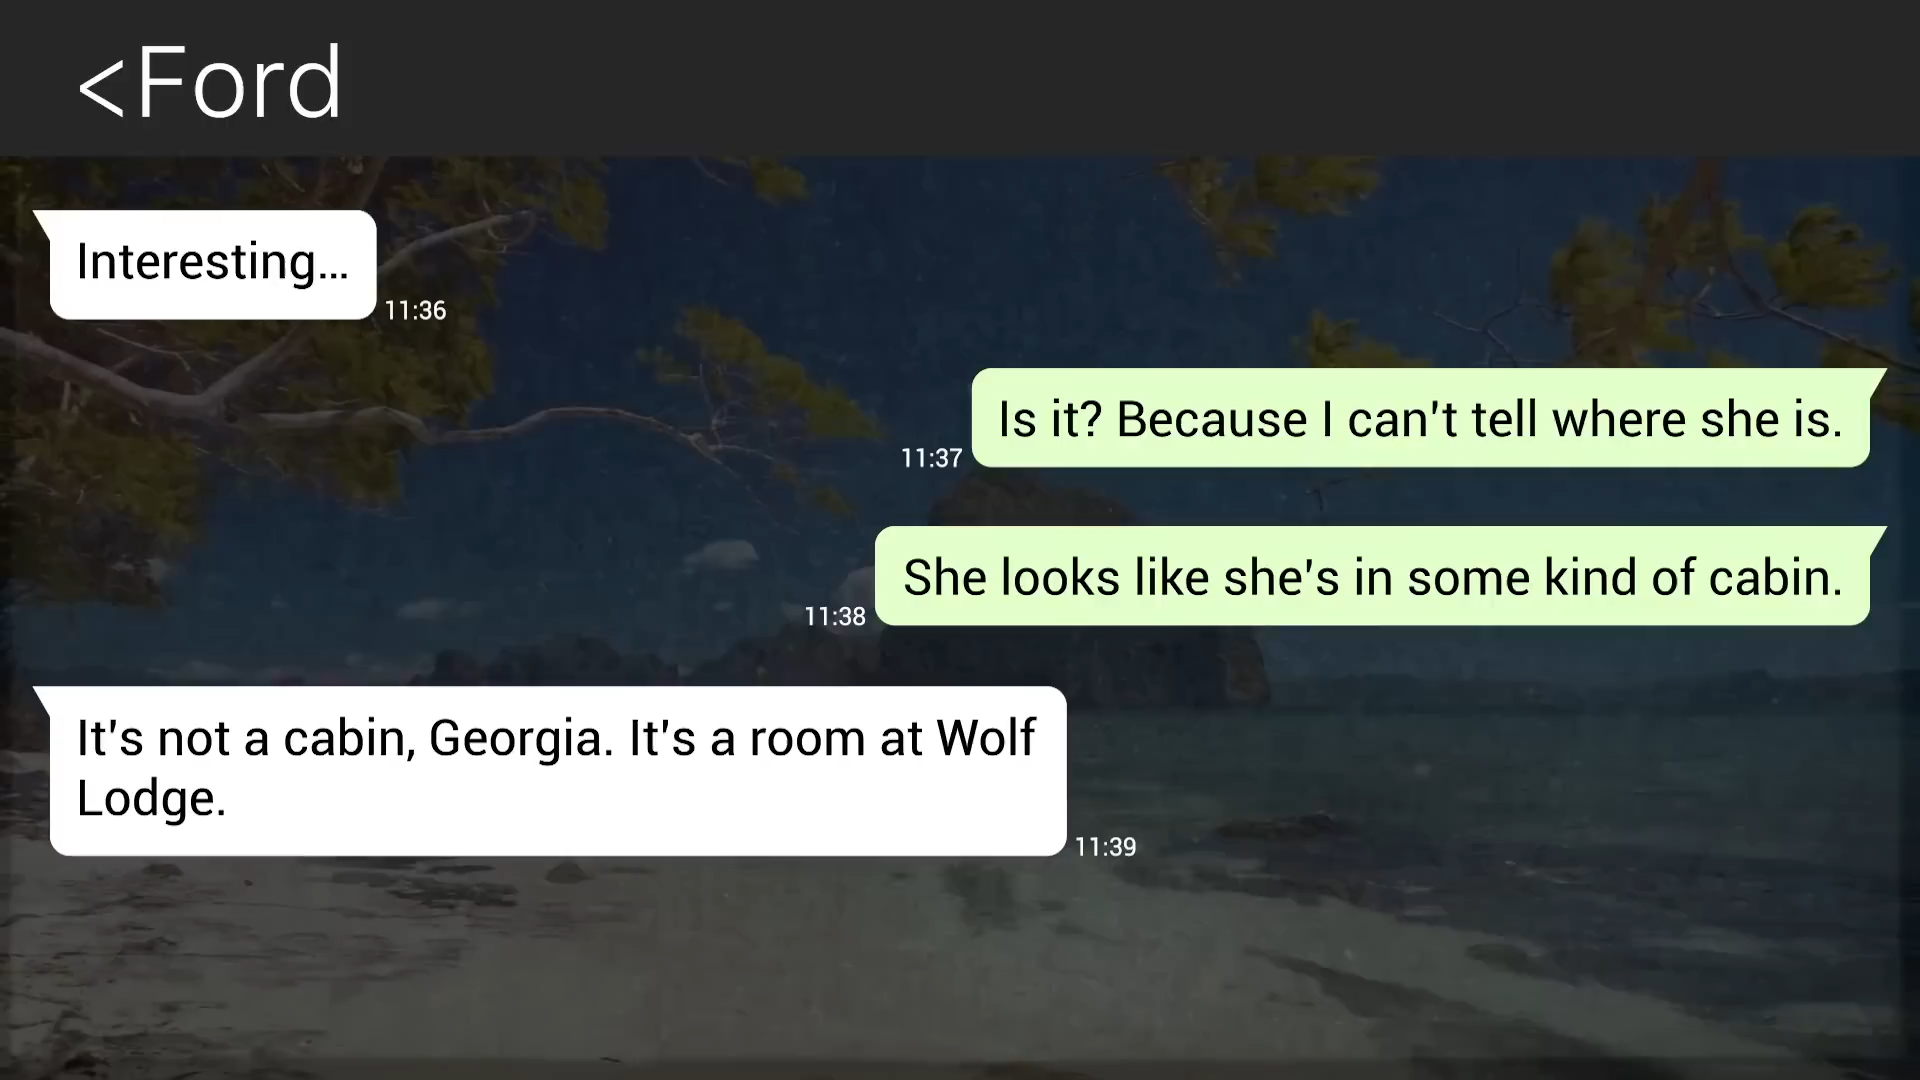 <Ford
Interesting...
11:36
Is it? Because I can't tell where she is.
11:37
She looks like she's in some kind of cabin.
11:38
It's not a cabin, Georgia. It's a room at Wolf
Lodge.
11:39